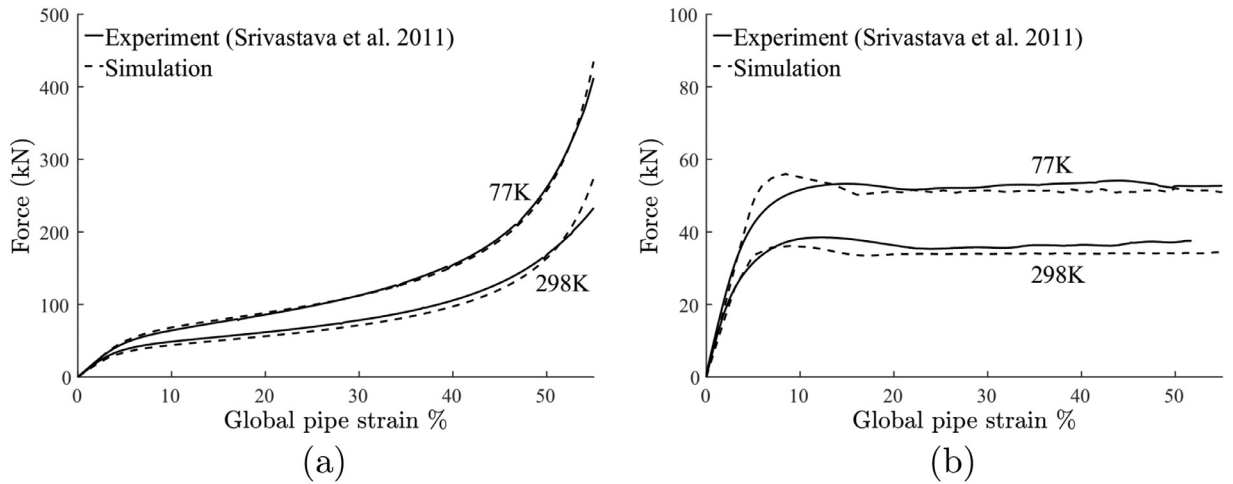 500
400
300
200
100
0
Force (kN)
Experiment (Srivastava et al. 2011)
Simulation
77K
298K
0 10 20 30 40 50
Global pipe strain %
(a)
100
80
60
40
20
0
Force (kN)
Experiment (Srivastava et al. 2011)
Simulation
77K
298K
0 10 20 30 40 50
Global pipe strain %
(b)